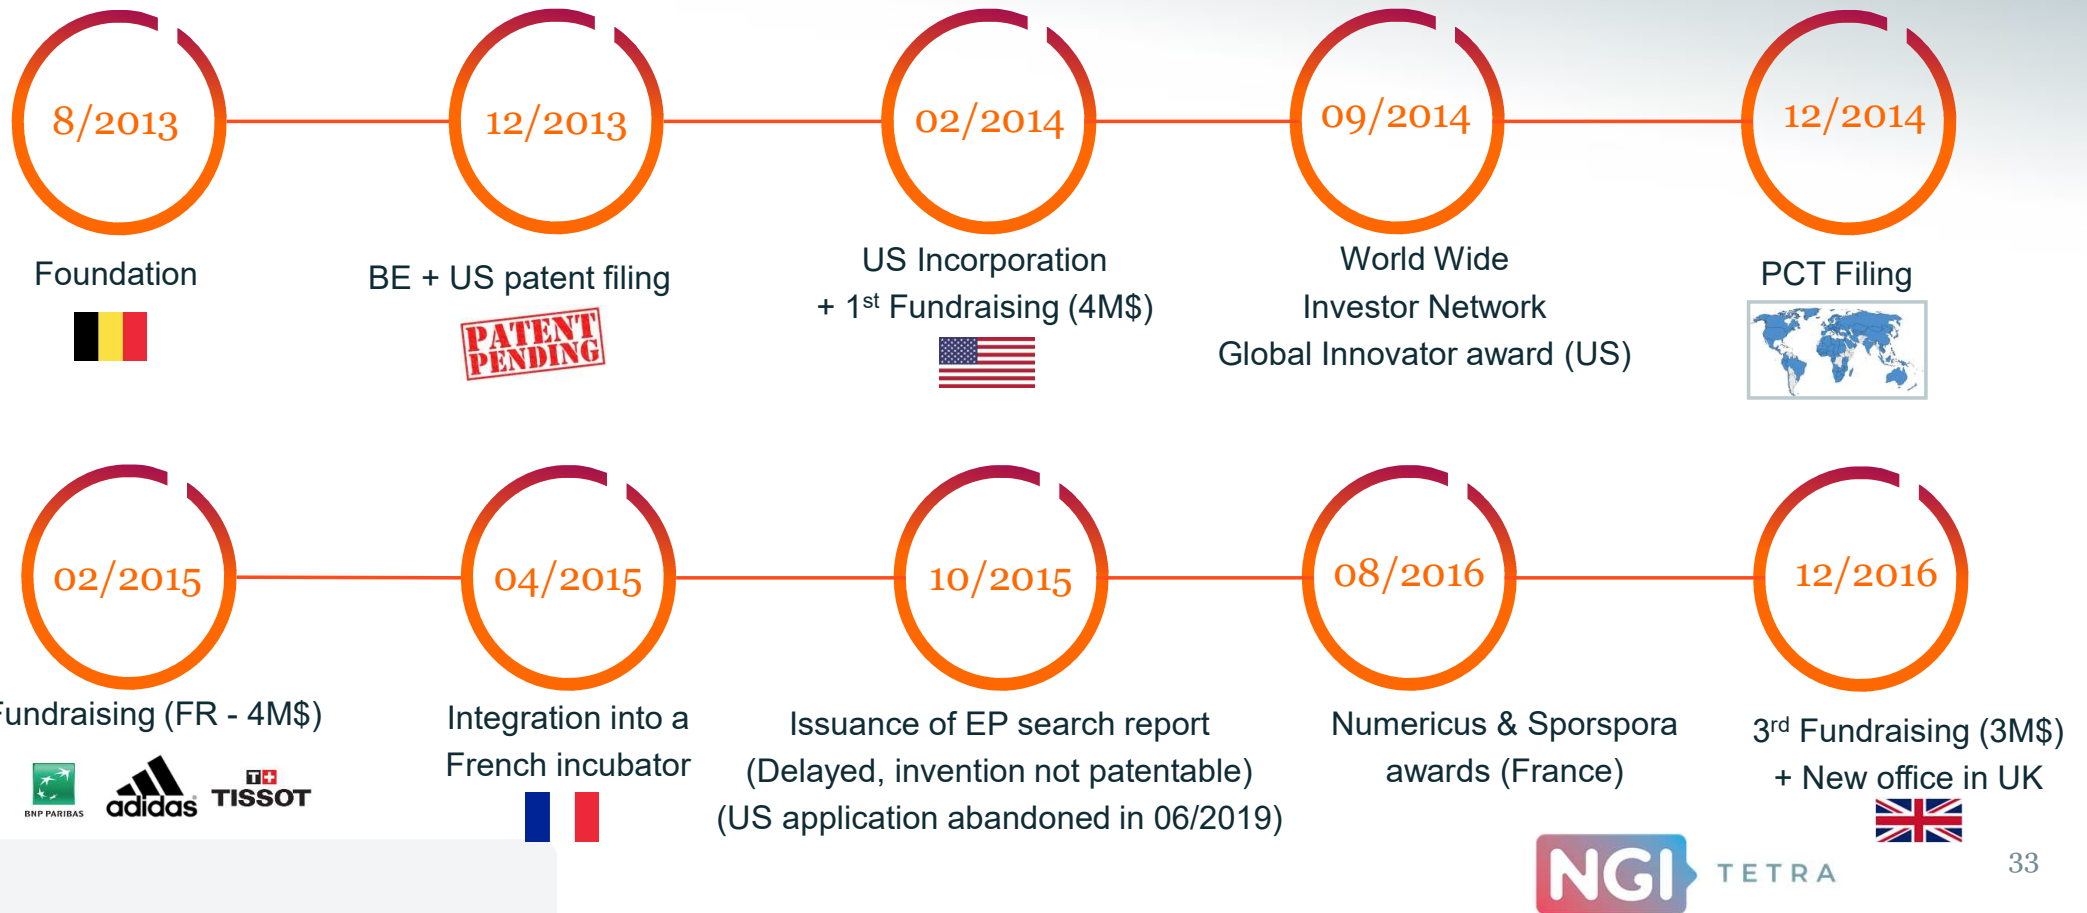 8/2013
12/2013
02/2014
09/2014
12/2014
Foundation
BE + US patent filing
PATENT
PENDING
US Incorporation
+ 1st Fundraising (4M$)
World Wide
Investor Network
Global Innovator award (US)
PCT Filing
02/2015
04/2015
10/2015
08/2016
12/2016
Fundraising (FR - 4M$)
BNP PARIBAS
adidas
T+
TISSOT
Integration into a
French incubator
Issuance of EP search report
(Delayed, invention not patentable)
(US application abandoned in 06/2019)
Numericus & Sporspora
awards (France)
3rd Fundraising (3M$)
+ New office in UK
NGI TETRA
33